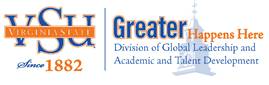 VSU
VIRGINIA STATE
Since 1882
Greater Happens Here
Division of Global Leadership and
Academic and Talent Development